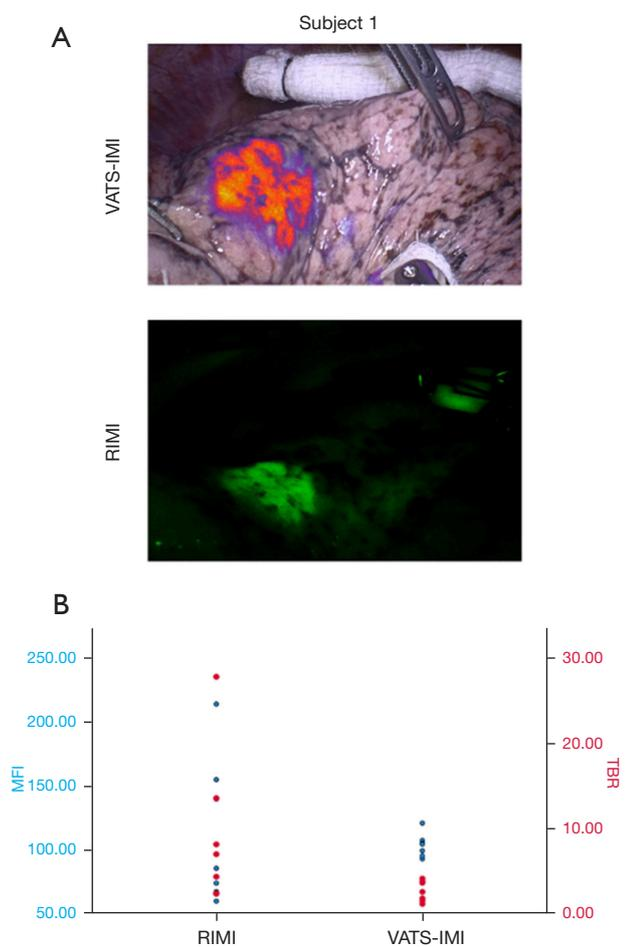 A
Subject 1
VATS-IMI
RIMI
B
MFI
250.00
200.00
150.00
100.00
50.00
30.00
20.00
10.00
0.00
TBR
RIMI
VATS-IMI